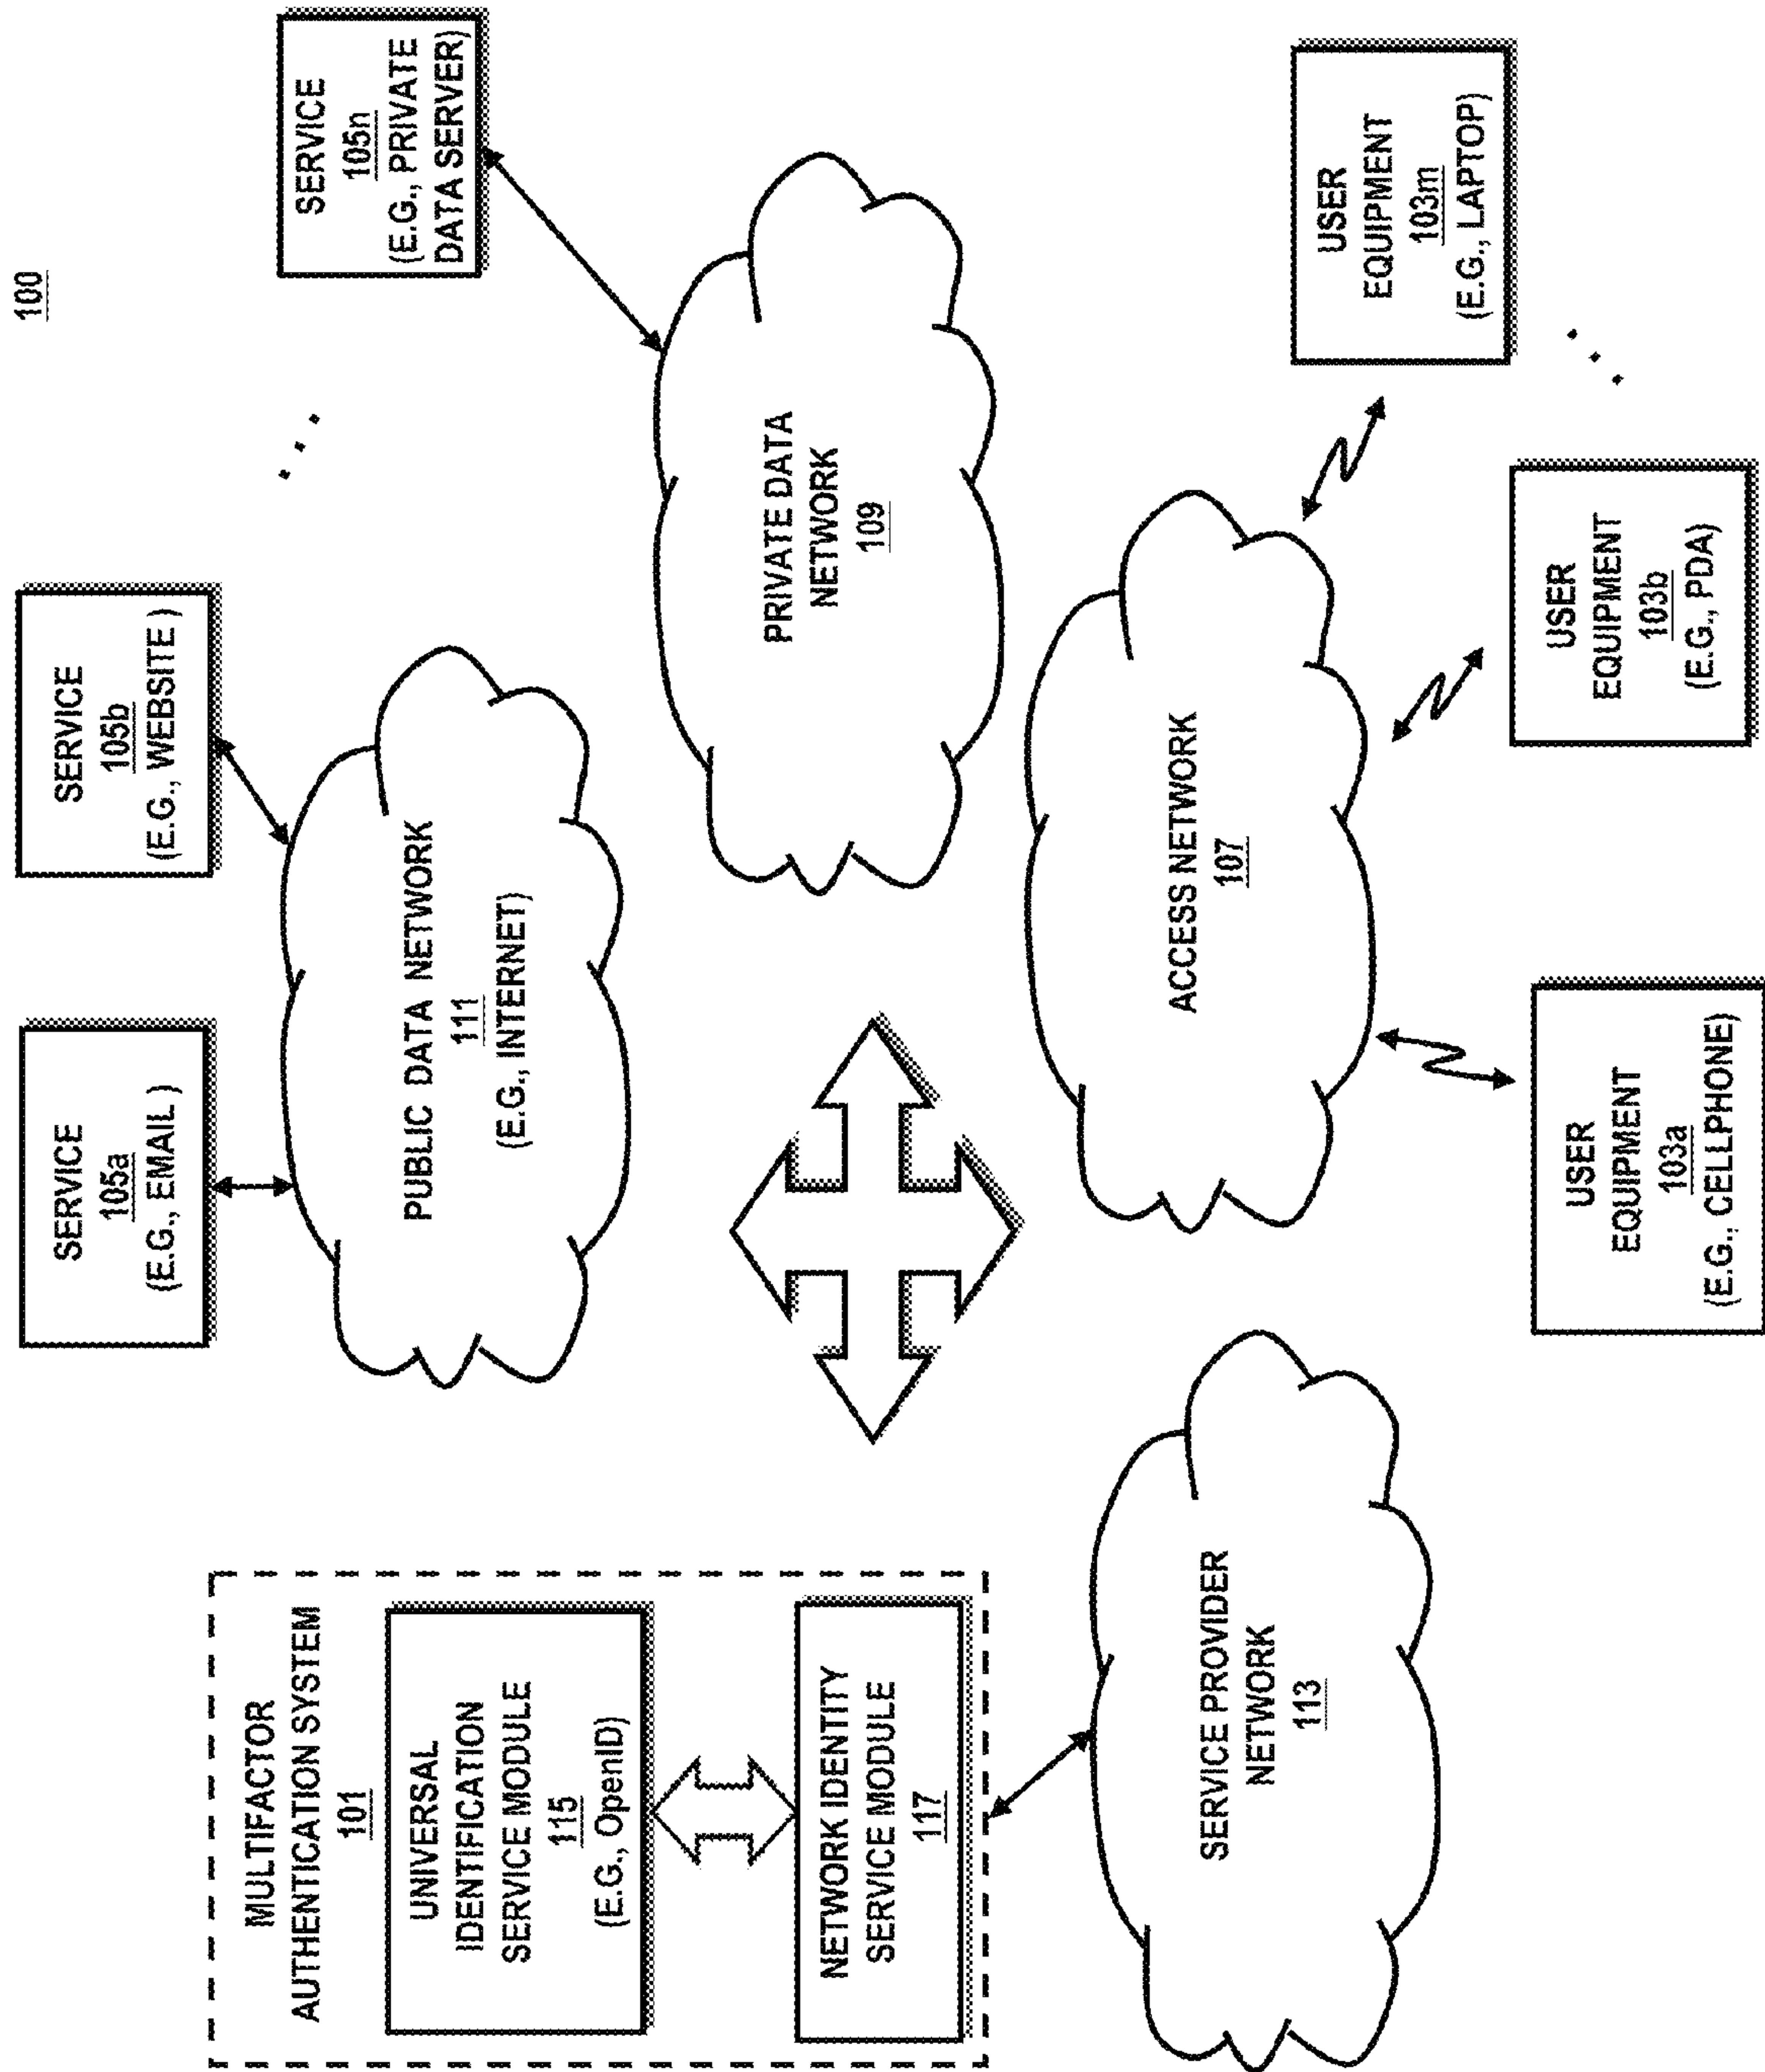 100
MULTIFACTOR
AUTHENTICATION SYSTEM
101
UNIVERSAL
IDENTIFICATION
SERVICE MODULE
115
(E.G., OpenID)
NETWORK IDENTITY
SERVICE MODULE
117
SERVICE
105a
(E.G., EMAIL)
SERVICE
105b
(E.G., WEBSITE )
SERVICE
105n
(E.G., PRIVATE
DATA SERVER)
PUBLIC DATA NETWORK
111
(E.G., INTERNET)
PRIVATE DATA
NETWORK
109
SERVICE PROVIDER
NETWORK
113
ACCESS NETWORK
107
USER
EQUIPMENT
103a
(E.G., CELLPHONE)
USER
EQUIPMENT
103b
(E.G., PDA)
USER
EQUIPMENT
103m
(E.G., LAPTOP)